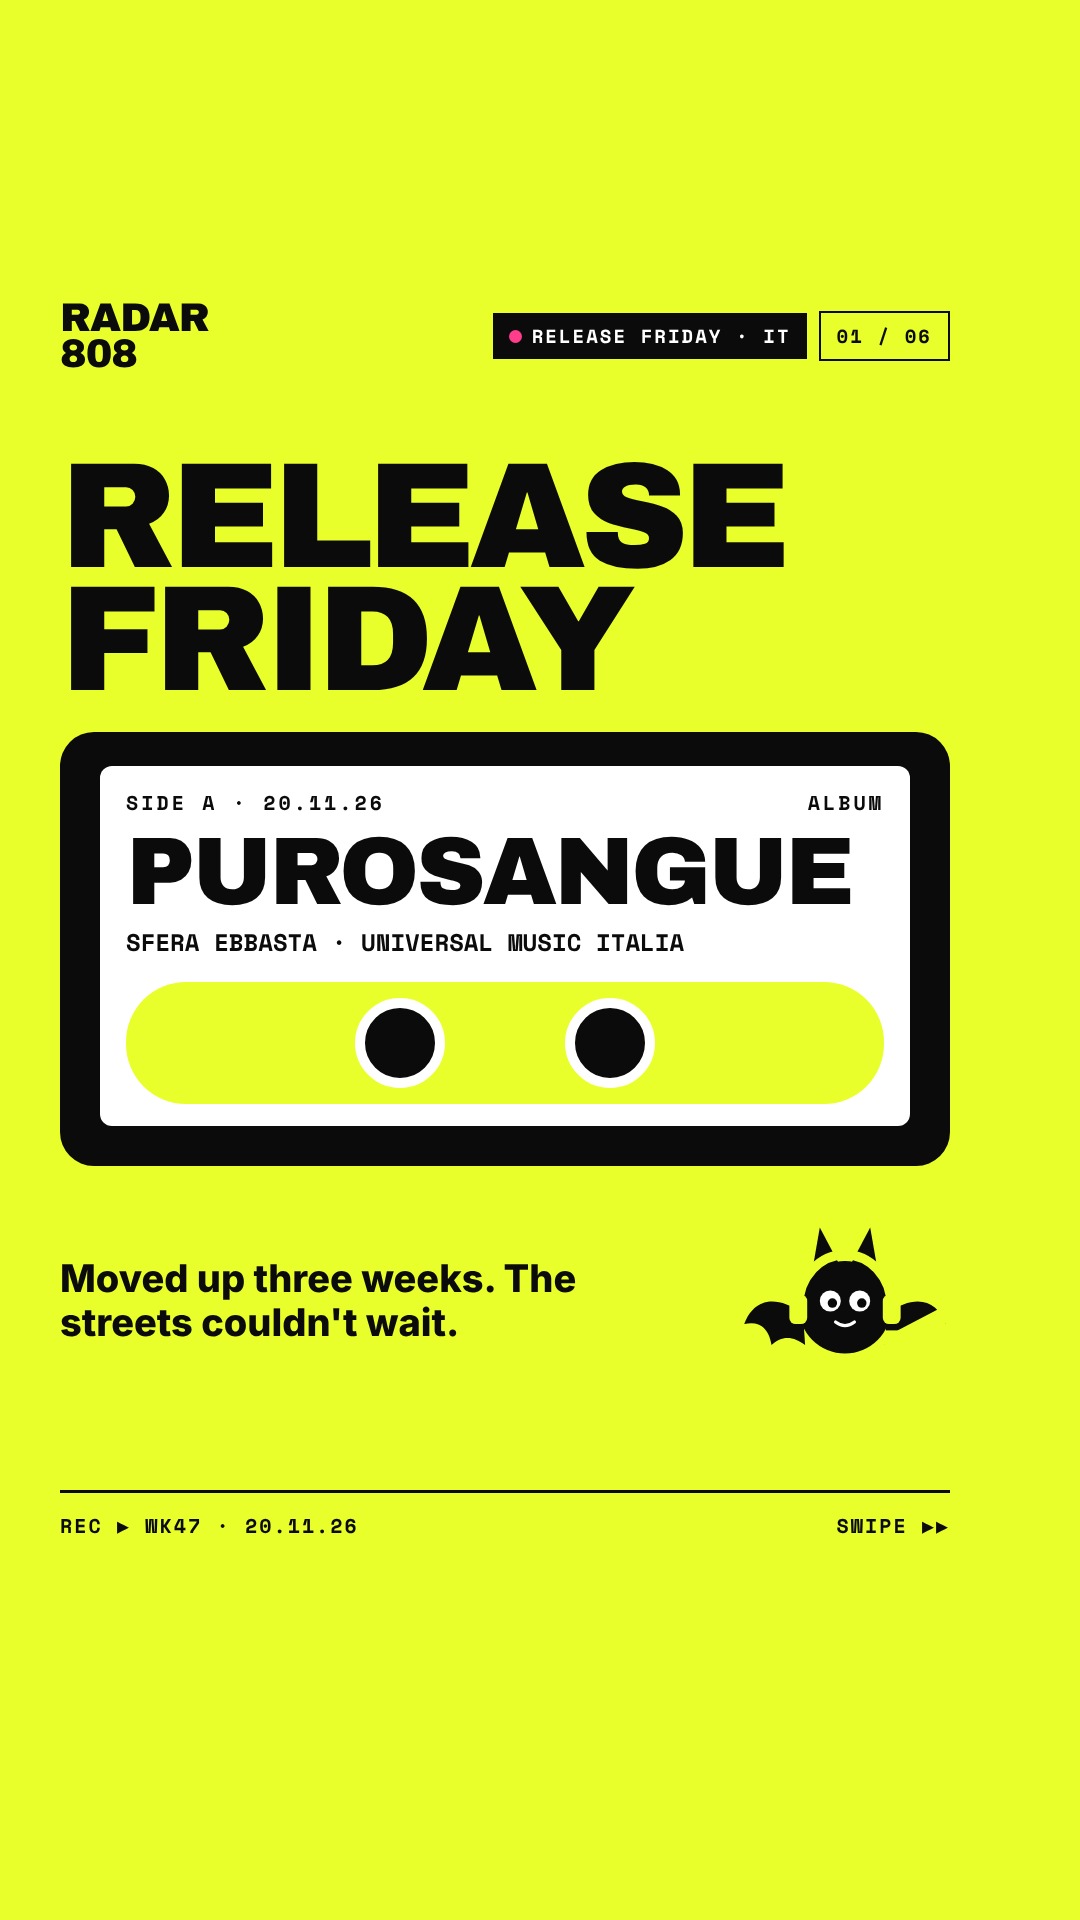 RADAR
808
RELEASE FRIDAY · IT
01 / 06
RELEASE
FRIDAY
SIDE A · 20.11.26
ALBUM
PUROSANGUE
SFERA EBBASTA · UNIVERSAL MUSIC ITALIA
Moved up three weeks. The
streets couldn't wait.
REC ▶ WK47 · 20.11.26
SWIPE ▶▶